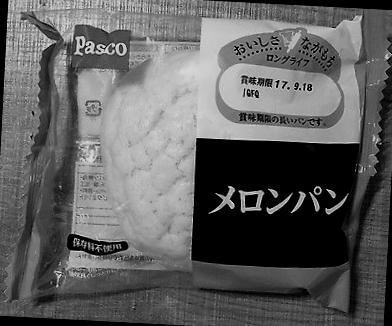 Pasco
おいしさ ながもち
ロングライフ
賞味期限 17. 9.18
/GFQ
賞味期限の長いパンです。
メロンパン
保存料不使用